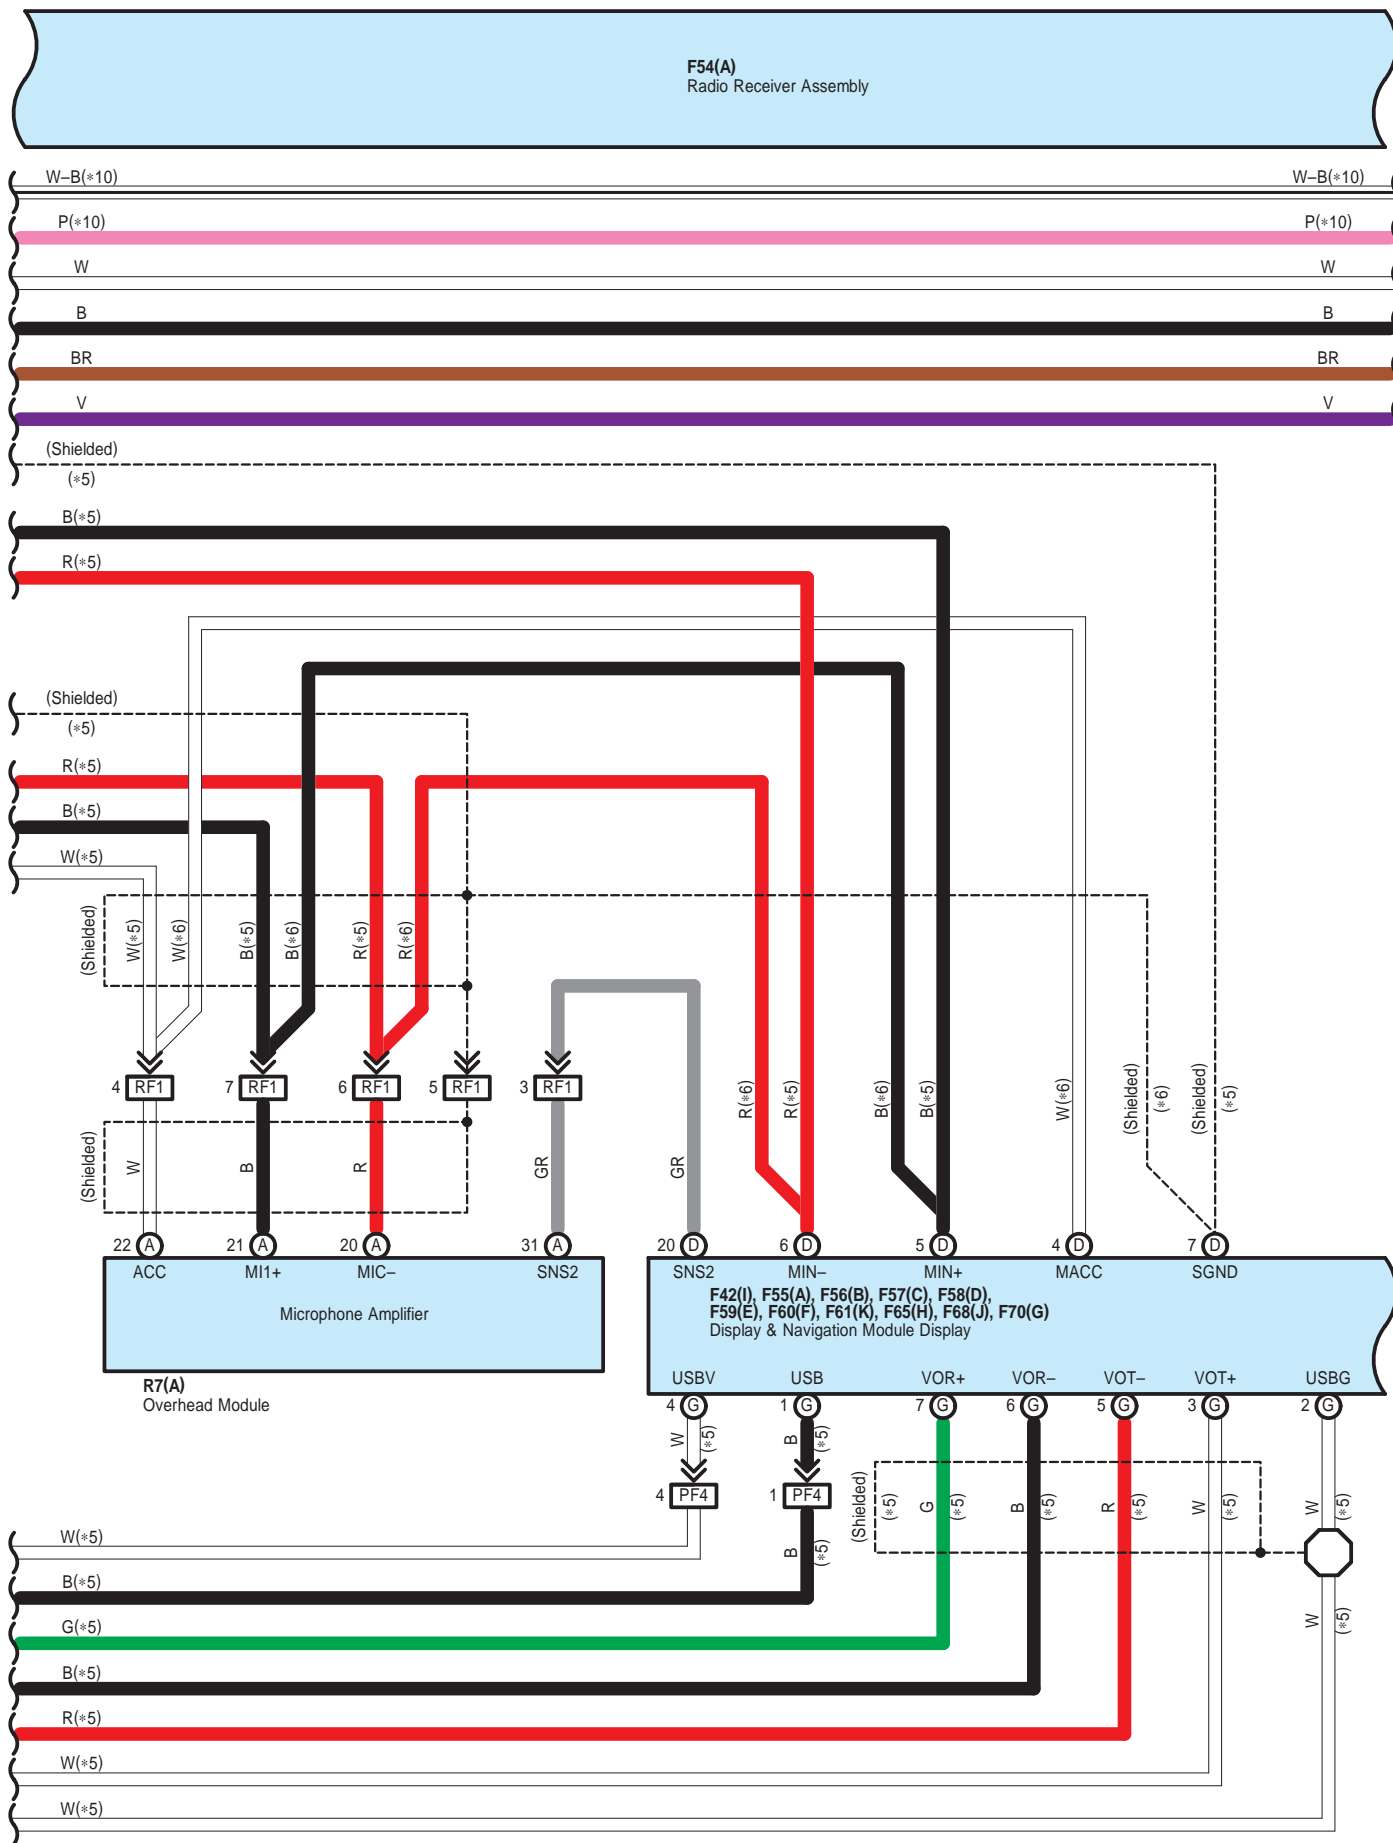 F54(A)
Radio Receiver Assembly
W–B(*10) W–B(*10)
P(*10) P(*10)
W W
B B
BR BR
V V
(Shielded)
(*5)
B(*5)
R(*5)
(Shielded)
(*5)
R(*5)
B(*5)
W(*5)
(Shielded) W(*5) W(*6) B(*5) B(*6) R(*5) R(*6)
4 RF1 7 RF1 6 RF1 5 RF1 3 RF1
R(*6) R(*5) B(*6) B(*5) W(*6) (Shielded) (*6) (Shielded) (*5)
(Shielded) W B R GR GR
22 A 21 A 20 A 31 A 20 D 6 D 5 D 4 D 7 D
ACC MI1+ MIC– SNS2 SNS2 MIN– MIN+ MACC SGND
Microphone Amplifier
F42(I), F55(A), F56(B), F57(C), F58(D),
F59(E), F60(F), F61(K), F65(H), F68(J), F70(G)
Display & Navigation Module Display
R7(A)
Overhead Module
USBV USB VOR+ VOR– VOT– VOT+ USBG
4 G 1 G 7 G 6 G 5 G 3 G 2 G
W (*5) B (*5)
4 PF4 1 PF4
(Shielded) (*5) G (*5) B (*5) R (*5) W (*5) W (*5)
W(*5)
B (*5)
B(*5)
W (*5)
G(*5)
B(*5)
R(*5)
W(*5)
W(*5)